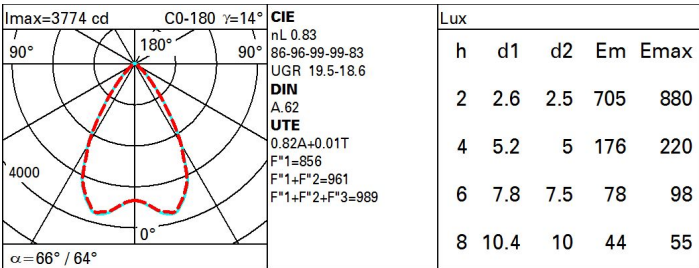 Imax=3774 cd C0-180 γ=14°
90° 180° 90°
4000
0°
α=66° / 64°
CIE
nL 0.83
86-96-99-99-83
UGR 19.5-18.6
DIN
A.62
UTE
0.82A+0.01T
F"1=856
F"1+F"2=961
F"1+F"2+F"3=989
Lux
h d1 d2 Em Emax
2 2.6 2.5 705 880
4 5.2 5 176 220
6 7.8 7.5 78 98
8 10.4 10 44 55